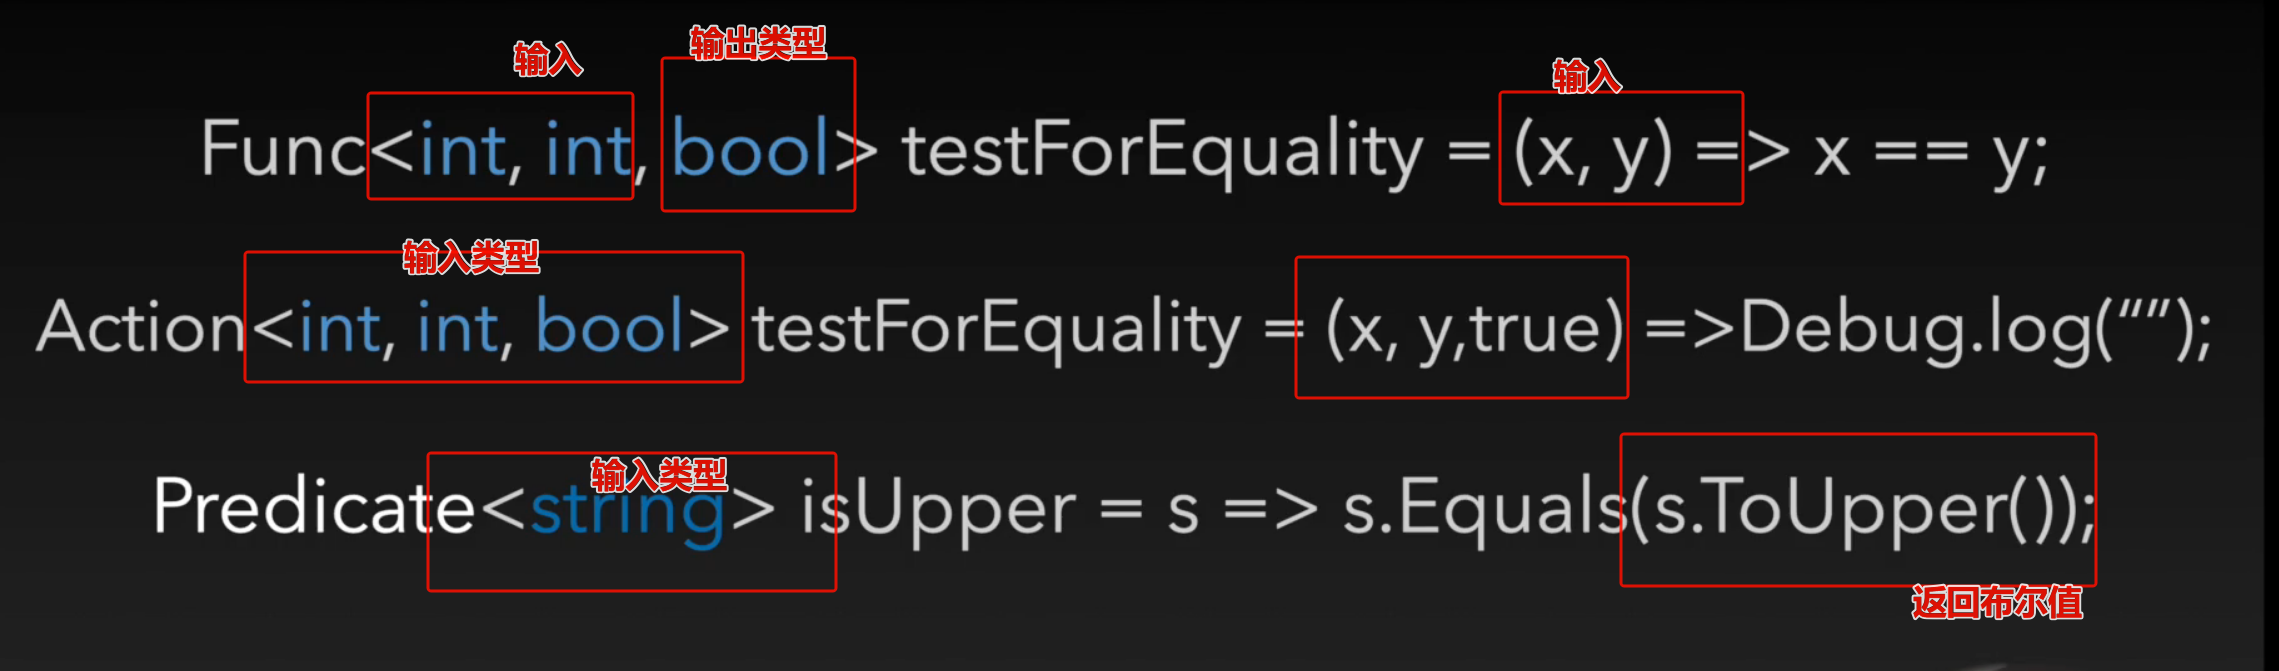 输入 输出类型 输入
Func<int, int, bool> testForEquality = (x, y) => x == y;
输入类型
Action<int, int, bool> testForEquality = (x, y,true) =>Debug.log(“”);
输入类型
Predicate<string> isUpper = s => s.Equals(s.ToUpper());
返回布尔值